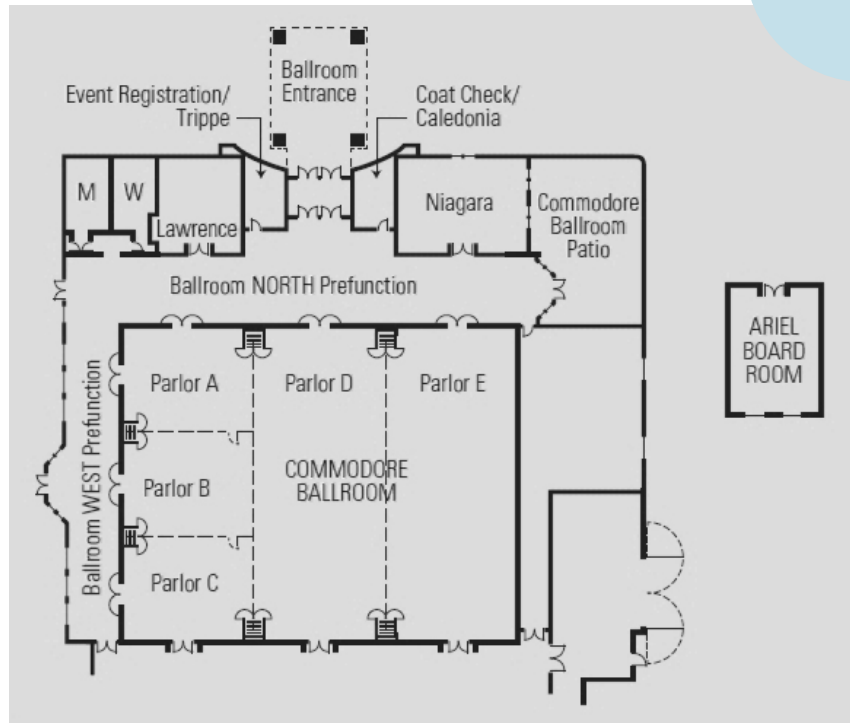 Ballroom
Entrance
Event Registration/
Trippe
Coat Check/
Caledonia
M
W
Lawrence
Niagara
Commodore
Ballroom
Patio
Ballroom NORTH Prefunction
ARIEL
BOARD
ROOM
Ballroom WEST Prefunction
Parlor A
Parlor D
Parlor E
Parlor B
COMMODORE
BALLROOM
Parlor C